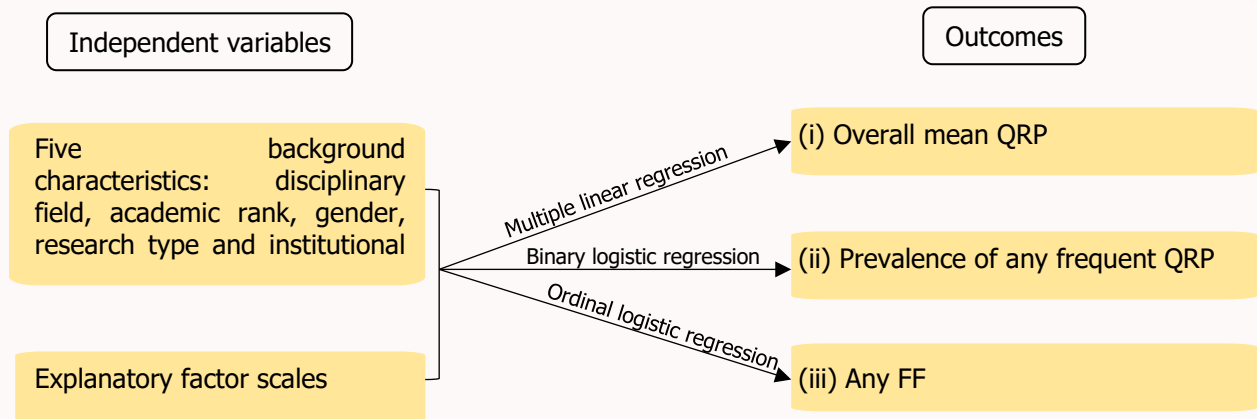 Independent variables
Outcomes
Five background
characteristics: disciplinary
field, academic rank, gender,
research type and institutional
Explanatory factor scales
Multiple linear regression
Binary logistic regression
Ordinal logistic regression
(i) Overall mean QRP
(ii) Prevalence of any frequent QRP
(iii) Any FF